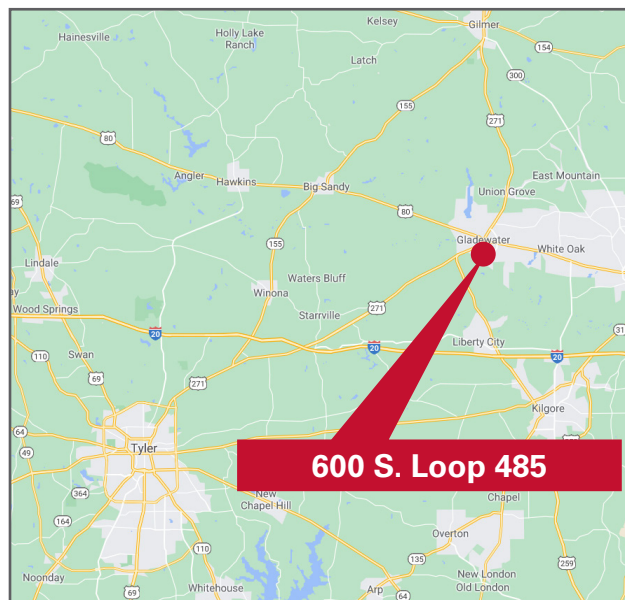 Kelsey
Gilmer
Hainesville
Holly Lake
Ranch
154
Latch
300
155
271
80
East Mountain
Angler
Hawkins
Big Sandy
Union Grove
69
80
155
Gladewater
White Oak
Lindale
Waters Bluff
Winona
ay
271
Wood Springs
Starrville
31
20
20
Liberty City
20
110
Swan
69
271
Kilgore
64
Tyler
49
600 S. Loop 485
364
New
Chapel Hill
Chapel
164
Overton
110
135
259
69
Noonday
Whitehouse
Arp
New London
Old London
64